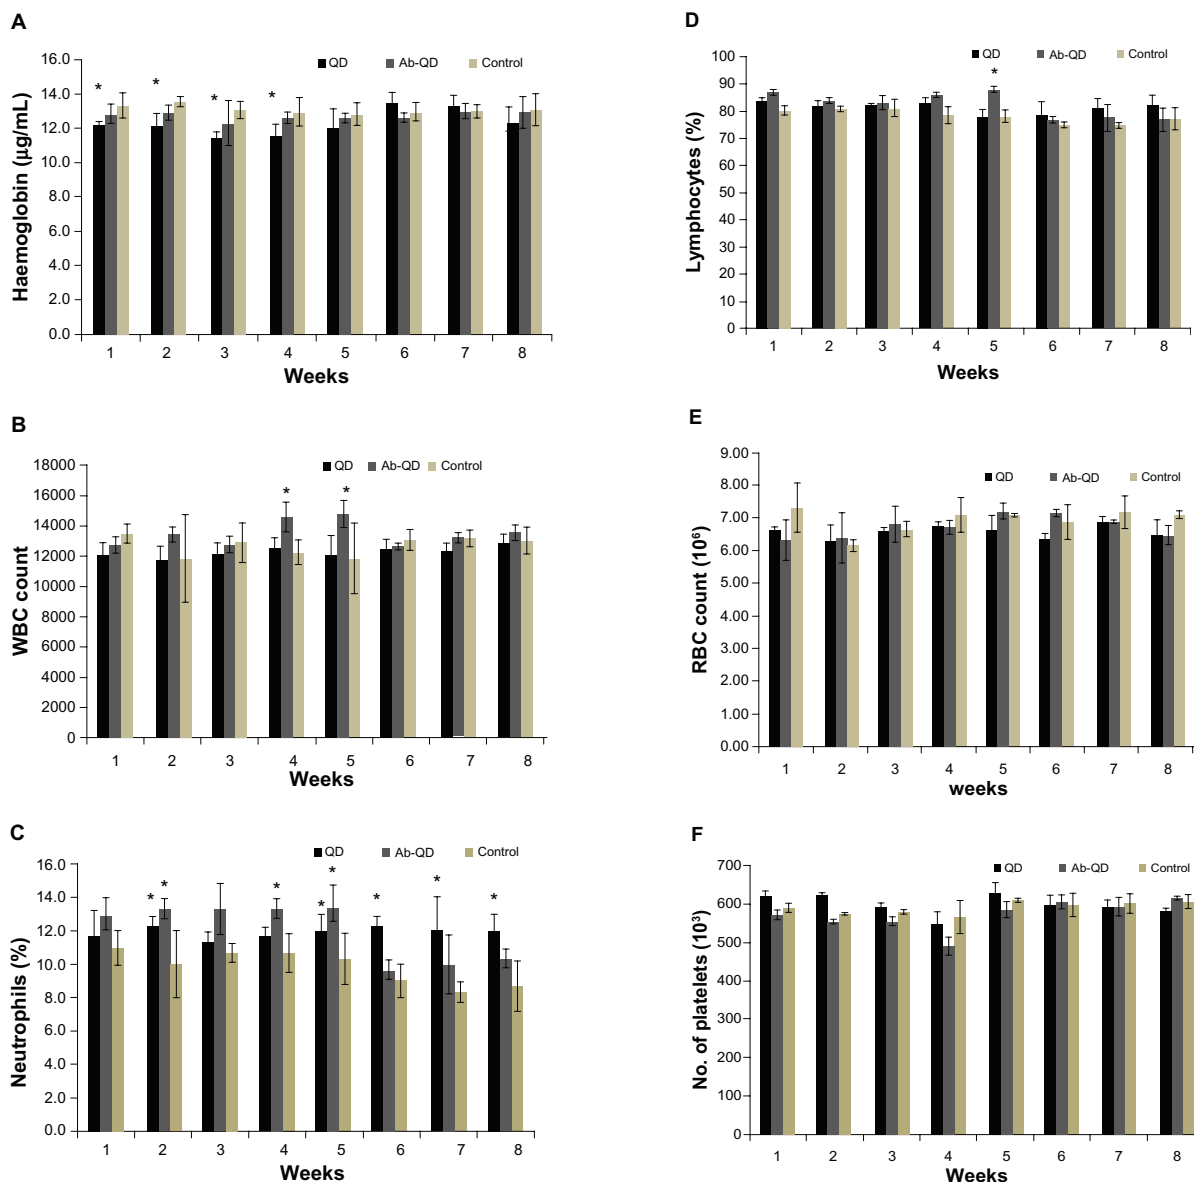 A
QD Ab-QD Control
16.0
14.0
12.0
10.0
8.0
6.0
4.0
2.0
0.0
Haemoglobin (µg/mL)
* * * *
1 2 3 4 5 6 7 8
Weeks
B
QD Ab-QD Control
18000
16000
14000
12000
10000
8000
6000
4000
2000
0
WBC count
* *
1 2 3 4 5 6 7 8
Weeks
C
QD Ab-QD Control
16.0
14.0
12.0
10.0
8.0
6.0
4.0
2.0
0.0
Neutrophils (%)
* * * * * * * *
1 2 3 4 5 6 7 8
Weeks
D
QD Ab-QD Control
100
90
80
70
60
50
40
30
20
10
0
Lymphocytes (%)
*
1 2 3 4 5 6 7 8
Weeks
E
QD Ab-QD Control
9.00
8.00
7.00
6.00
5.00
4.00
3.00
2.00
1.00
0.00
RBC count (10⁶)
1 2 3 4 5 6 7 8
weeks
F
QD Ab-QD Control
700
600
500
400
300
200
100
0
No. of platelets (10³)
1 2 3 4 5 6 7 8
Weeks